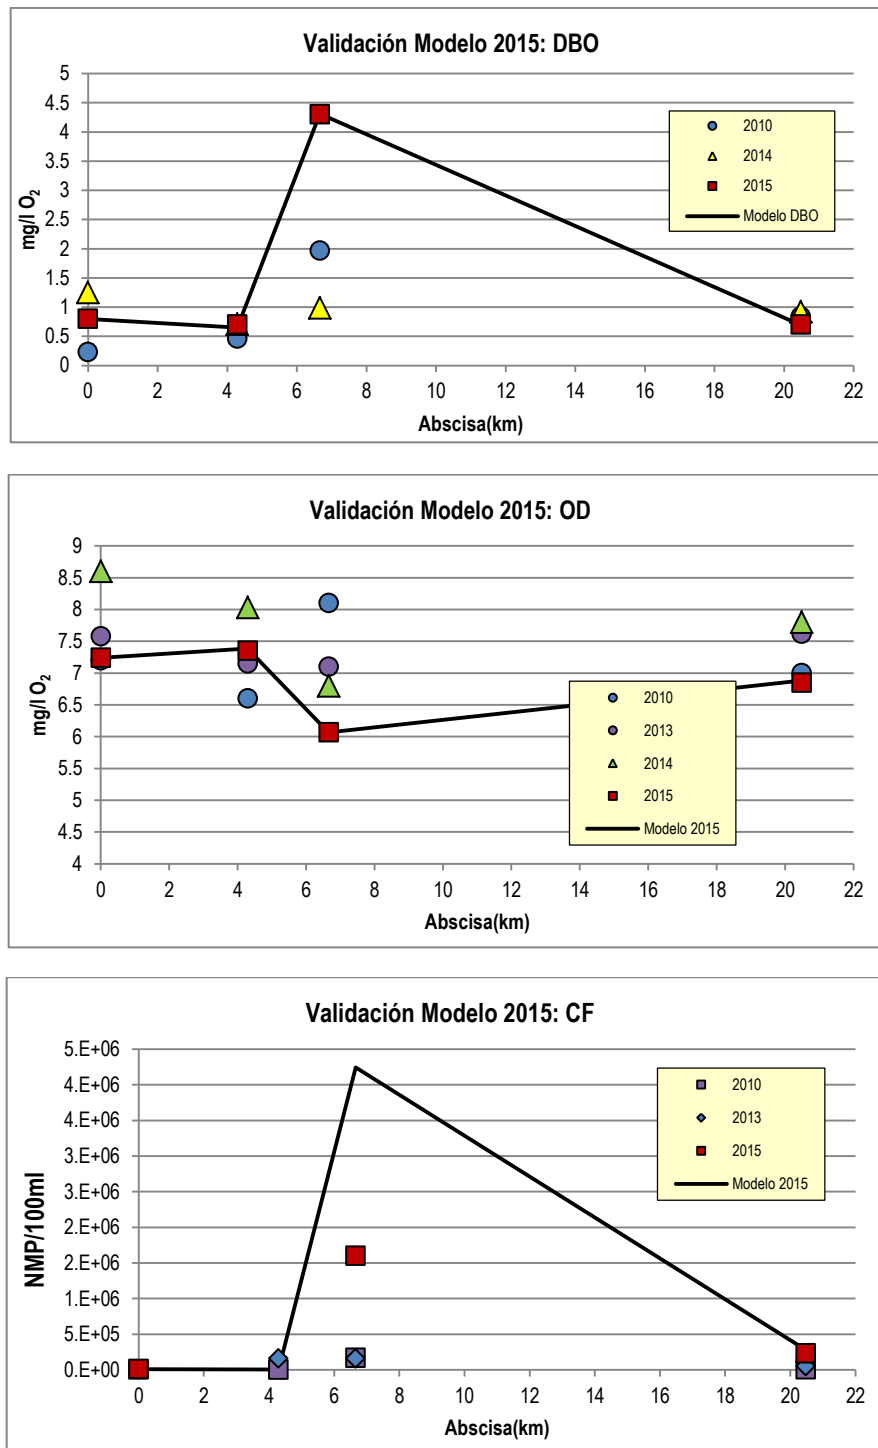 Validación Modelo 2015: DBO
5
4.5
4
3.5
3
2.5
2
1.5
1
0.5
0
mg/l O2
2010
2014
2015
Modelo DBO
0 2 4 6 8 10 12 14 16 18 20 22
Abscisa(km)
Validación Modelo 2015: OD
9
8.5
8
7.5
7
6.5
6
5.5
5
4.5
4
mg/l O2
2010
2013
2014
2015
Modelo 2015
0 2 4 6 8 10 12 14 16 18 20 22
Abscisa(km)
Validación Modelo 2015: CF
5.E+06
4.E+06
4.E+06
3.E+06
3.E+06
2.E+06
2.E+06
1.E+06
5.E+05
0.E+00
NMP/100ml
2010
2013
2015
Modelo 2015
0 2 4 6 8 10 12 14 16 18 20 22
Abscisa(km)